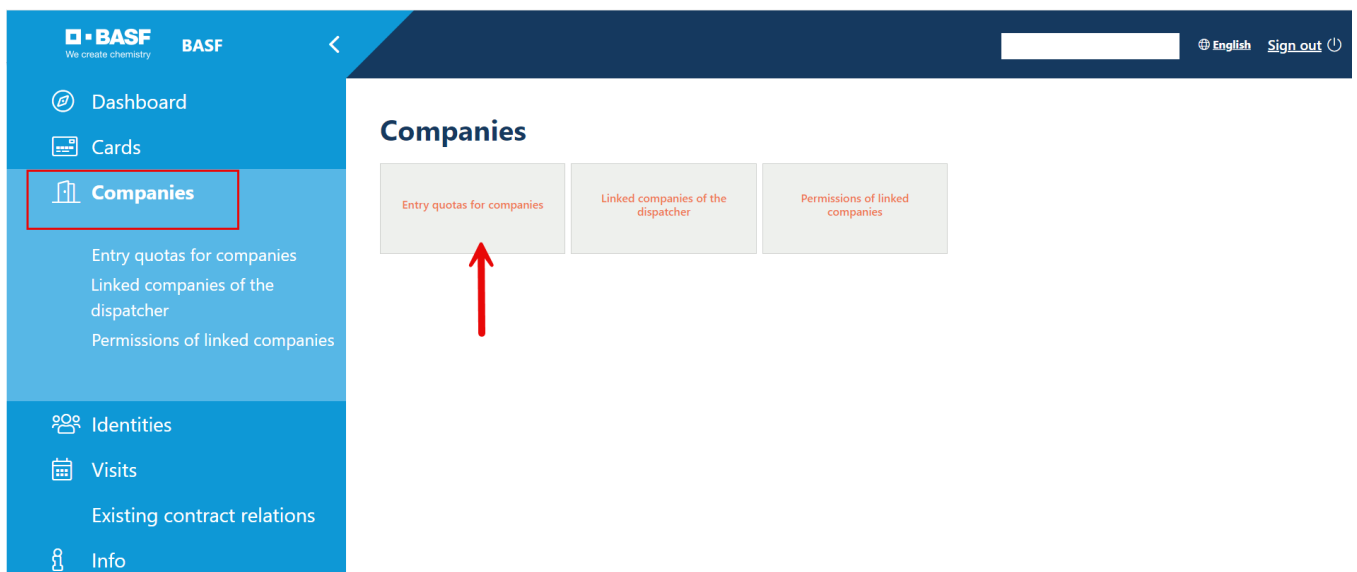 BASF
We create chemistry
BASF
English
Sign out
Dashboard
Cards
Companies
Entry quotas for companies
Linked companies of the
dispatcher
Permissions of linked companies
Identities
Visits
Existing contract relations
Info
Companies
Entry quotas for companies
Linked companies of the
dispatcher
Permissions of linked
companies